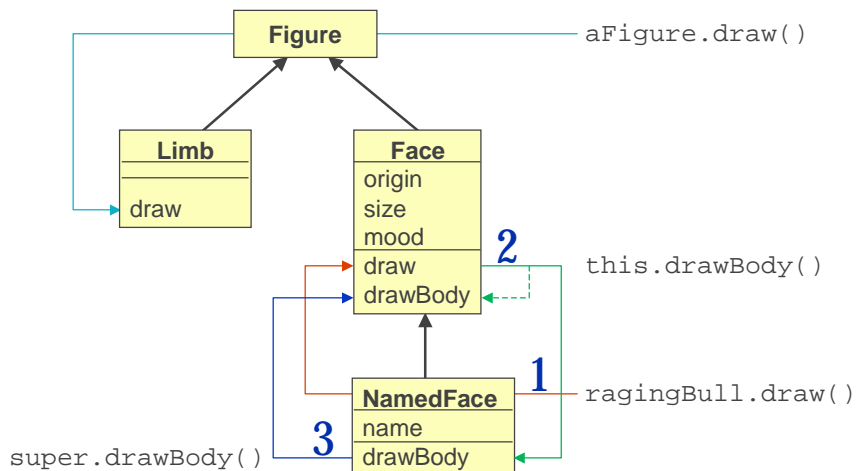 Figure
aFigure.draw()
Limb
draw
Face
origin
size
mood
draw
drawBody
2
this.drawBody()
1
ragingBull.draw()
NamedFace
name
drawBody
3
super.drawBody()